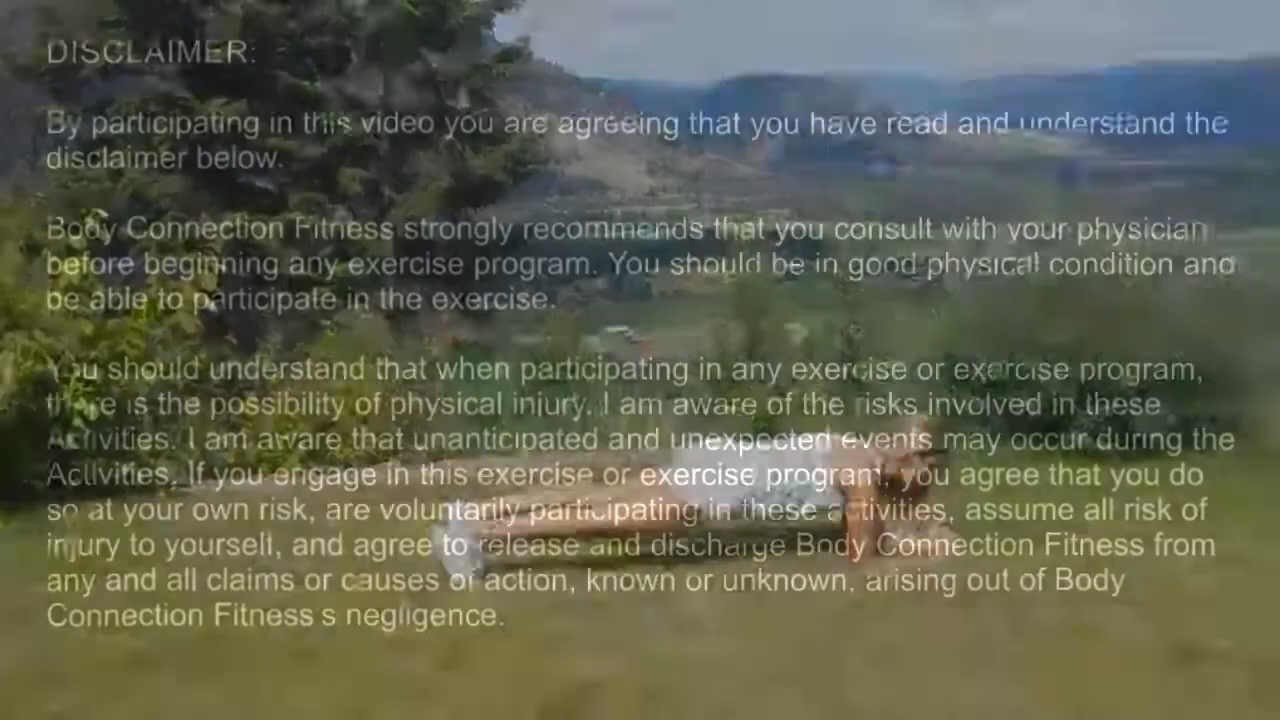 DISCLAIMER:
By participating in this video you are agreeing that you have read and understand the
disclaimer below.
Body Connection Fitness strongly recommends that you consult with your physician
before beginning any exercise program. You should be in good physical condition and
be able to participate in the exercise.
You should understand that when participating in any exercise or exercise program,
there is the possibility of physical injury. I am aware of the risks involved in these
Activities. I am aware that unanticipated and unexpected events may occur during the
Activities. If you engage in this exercise or exercise program, you agree that you do
so at your own risk, are voluntarily participating in these activities, assume all risk of
injury to yourself, and agree to release and discharge Body Connection Fitness from
any and all claims or causes of action, known or unknown, arising out of Body
Connection Fitness's negligence.